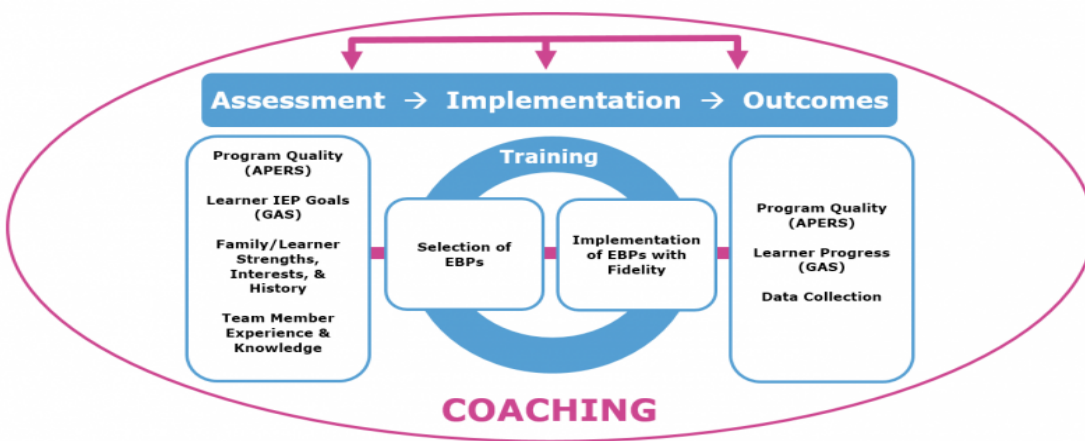 Assessment → Implementation → Outcomes
Program Quality
(APERS)
Learner IEP Goals
(GAS)
Family/Learner
Strengths,
Interests, &
History
Team Member
Experience &
Knowledge
Training
Selection of
EBPs
Implementation
of EBPs with
Fidelity
Program Quality
(APERS)
Learner Progress
(GAS)
Data Collection
COACHING